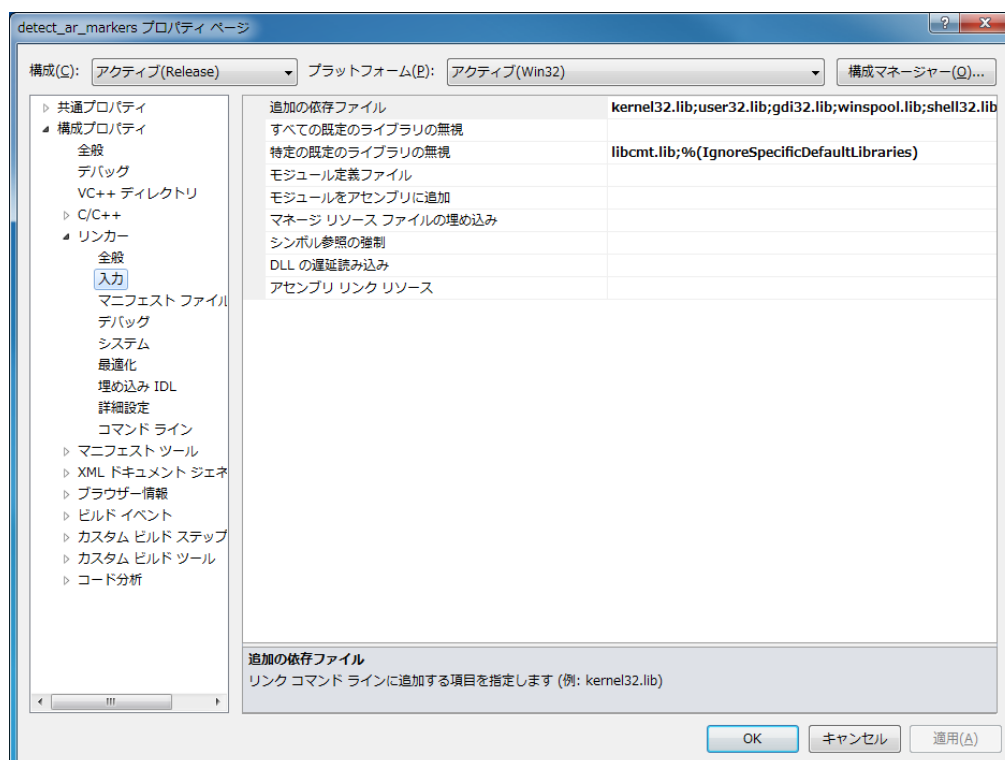 detect_ar_markers プロパティ ページ
構成(C): アクティブ(Release) プラットフォーム(P): アクティブ(Win32) 構成マネージャー(O)...
共通プロパティ
構成プロパティ
全般
デバッグ
VC++ ディレクトリ
C/C++
リンカー
全般
入力
マニフェスト ファイル
デバッグ
システム
最適化
埋め込み IDL
詳細設定
コマンド ライン
マニフェスト ツール
XML ドキュメント ジェネ
ブラウザー情報
ビルド イベント
カスタム ビルド ステップ
カスタム ビルド ツール
コード分析
追加の依存ファイル kernel32.lib;user32.lib;gdi32.lib;winspool.lib;shell32.lib
すべての既定のライブラリの無視
特定の既定のライブラリの無視 libcmt.lib;%(IgnoreSpecificDefaultLibraries)
モジュール定義ファイル
モジュールをアセンブリに追加
マネージ リソース ファイルの埋め込み
シンボル参照の強制
DLL の遅延読み込み
アセンブリ リンク リソース
追加の依存ファイル
リンク コマンド ラインに追加する項目を指定します (例: kernel32.lib)
OK キャンセル 適用(A)